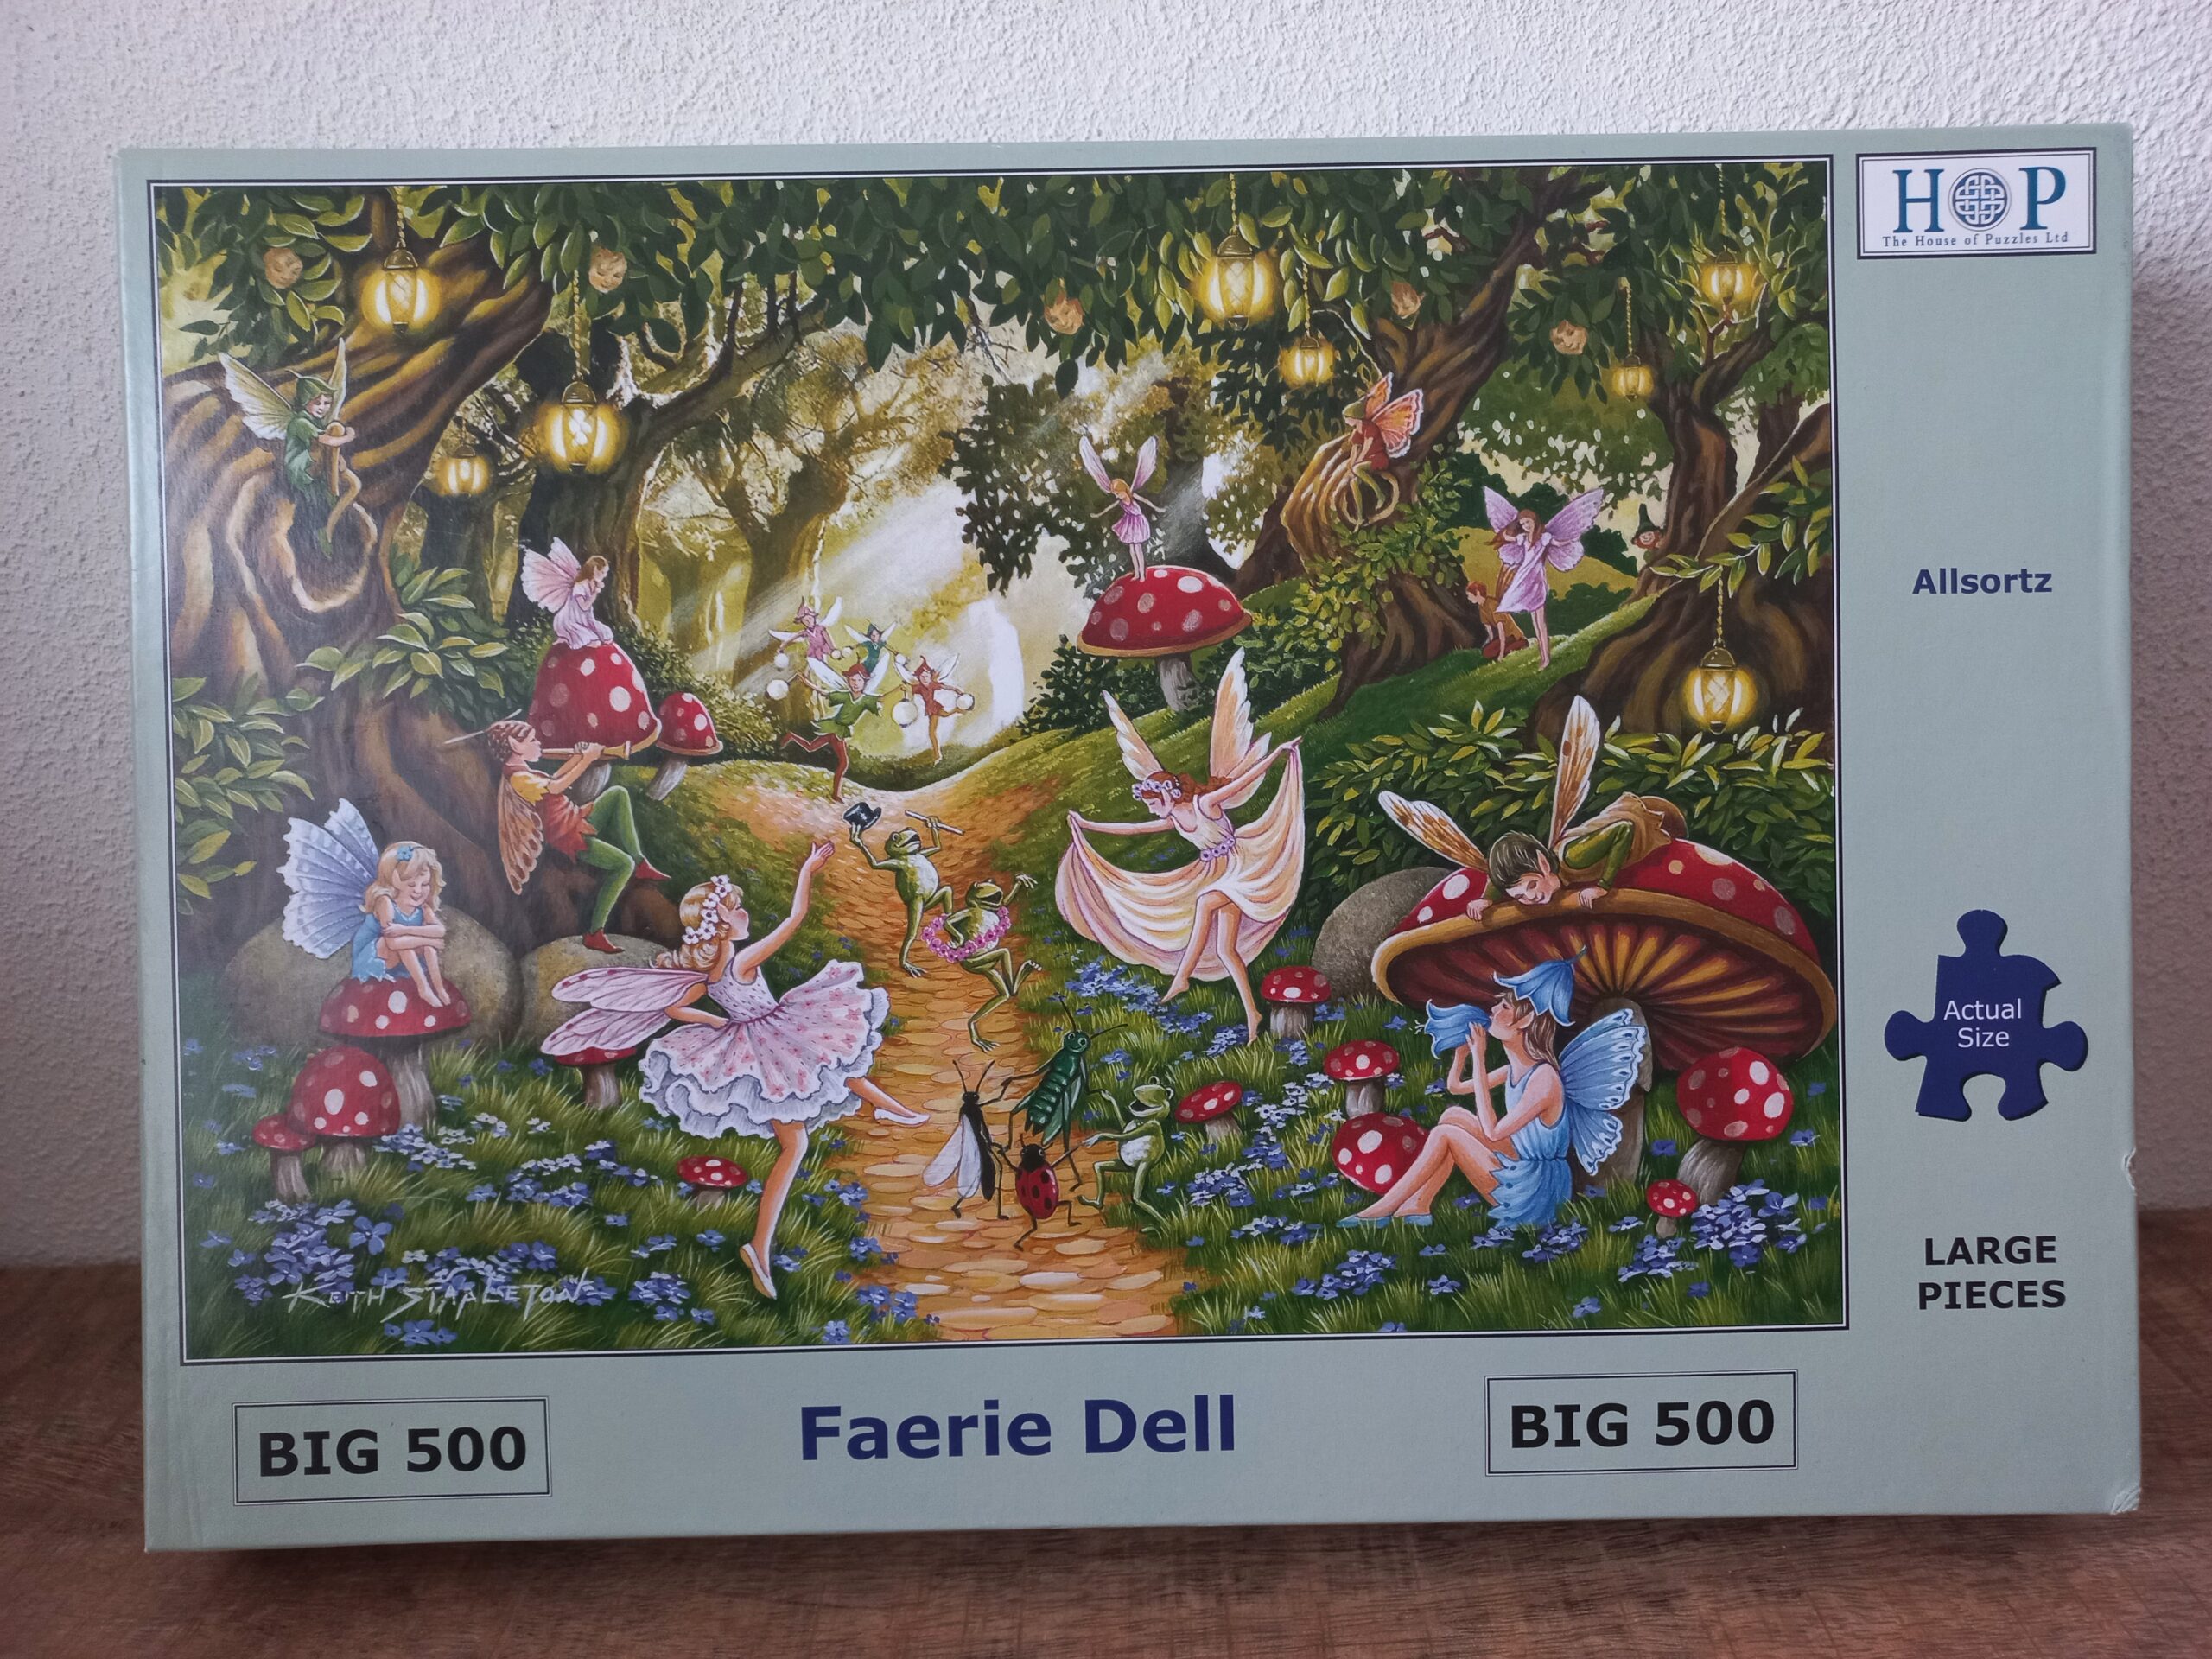 HOP
The House of Puzzles Ltd
Allsortz
Actual
Size
LARGE
PIECES
KEITH STAPLETON
BIG 500
Faerie Dell
BIG 500